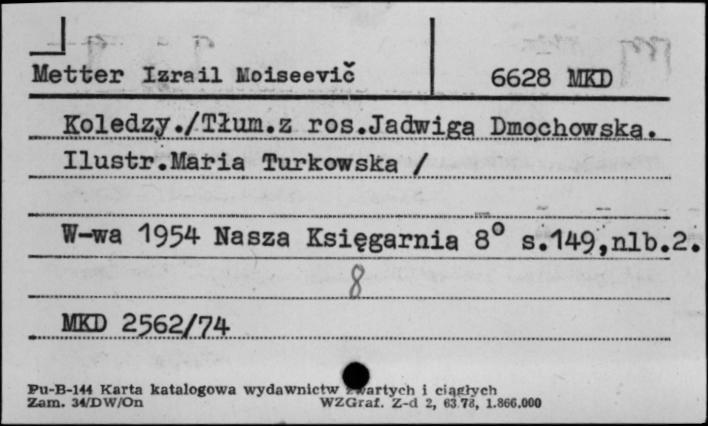 Metter Izrail Moiseevič 6628 MKD
Koledzy./Tłum.z ros.Jadwiga Dmochowska.
Ilustr.Maria Turkowska /
W-wa 1954 Nasza Księgarnia 8° s.149,nlb.2.
8
MKD 2562/74
Pu-B-144 Karta katalogowa wydawnictw zwartych i ciągłych
Zam. 34/DW/On WZGraf. Z-d 2, 63.78, 1.866.000